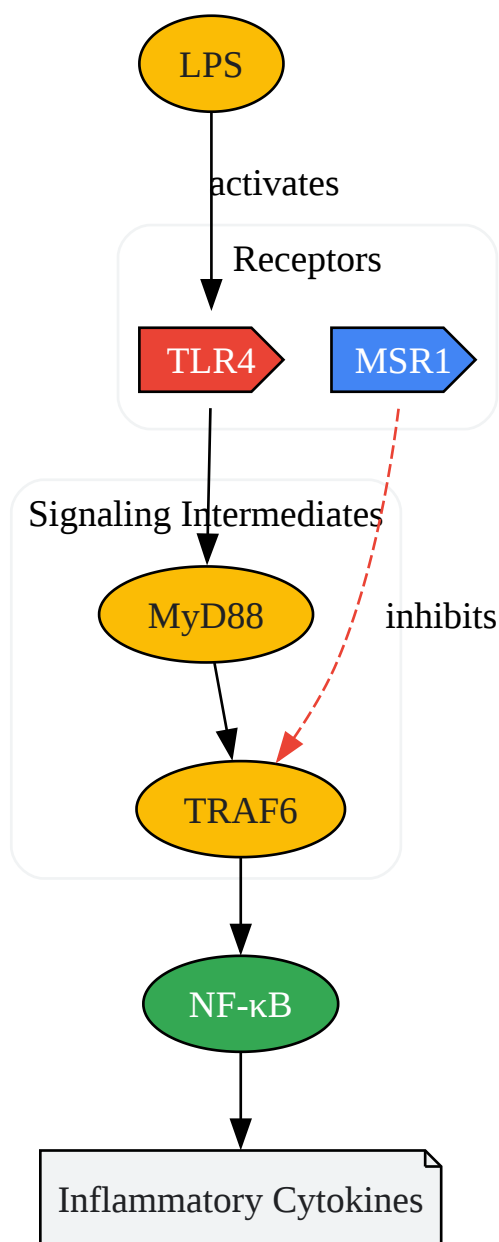 LPS
activates
Receptors
TLR4
MSR1
Signaling Intermediates
MyD88
inhibits
TRAF6
NF-κB
Inflammatory Cytokines